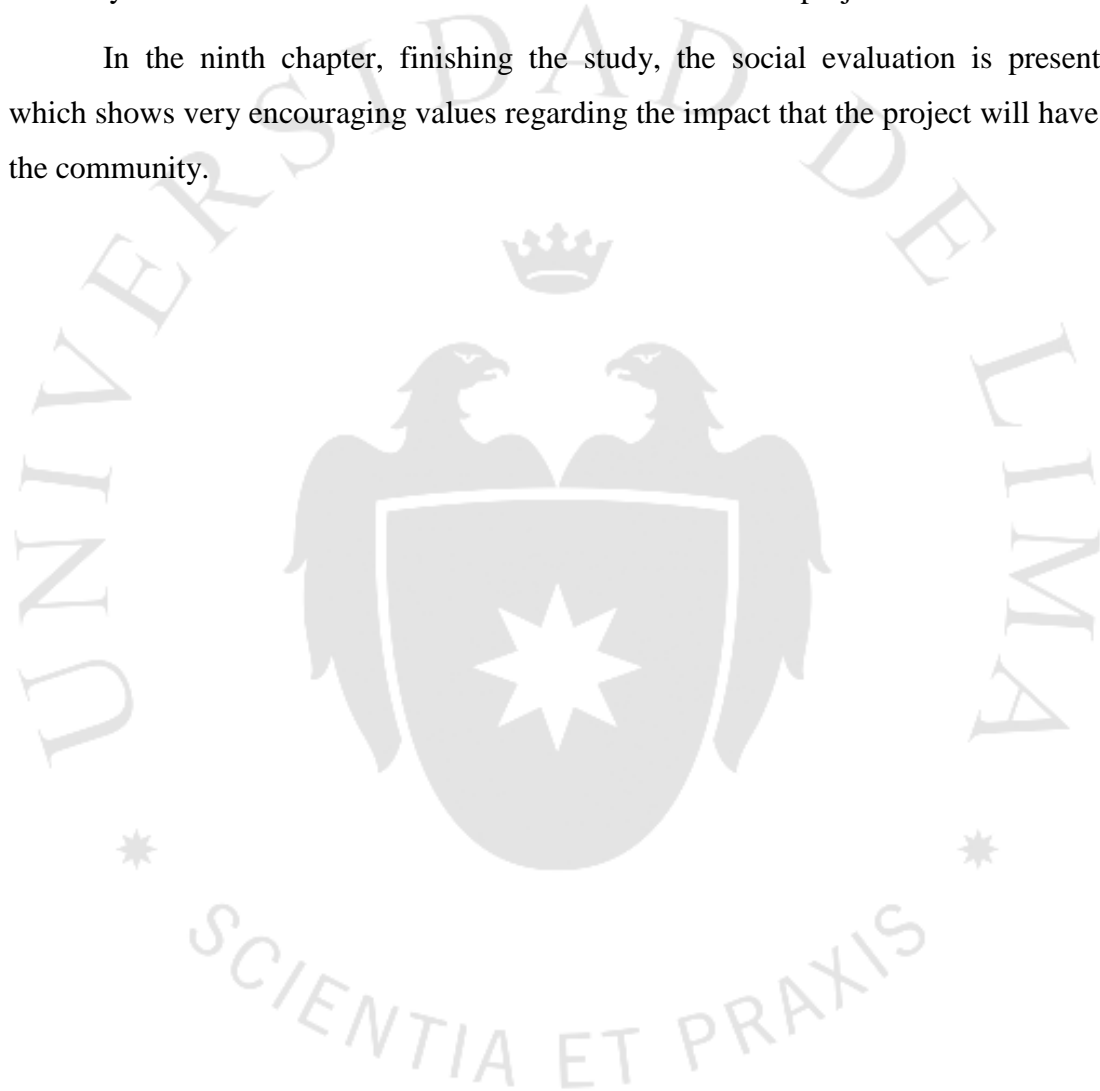 In the ninth chapter, finishing the study, the social evaluation is present
which shows very encouraging values regarding the impact that the project will have
the community.
UNIVERSIDAD DE LIMA
SCIENTIA ET PRAXIS